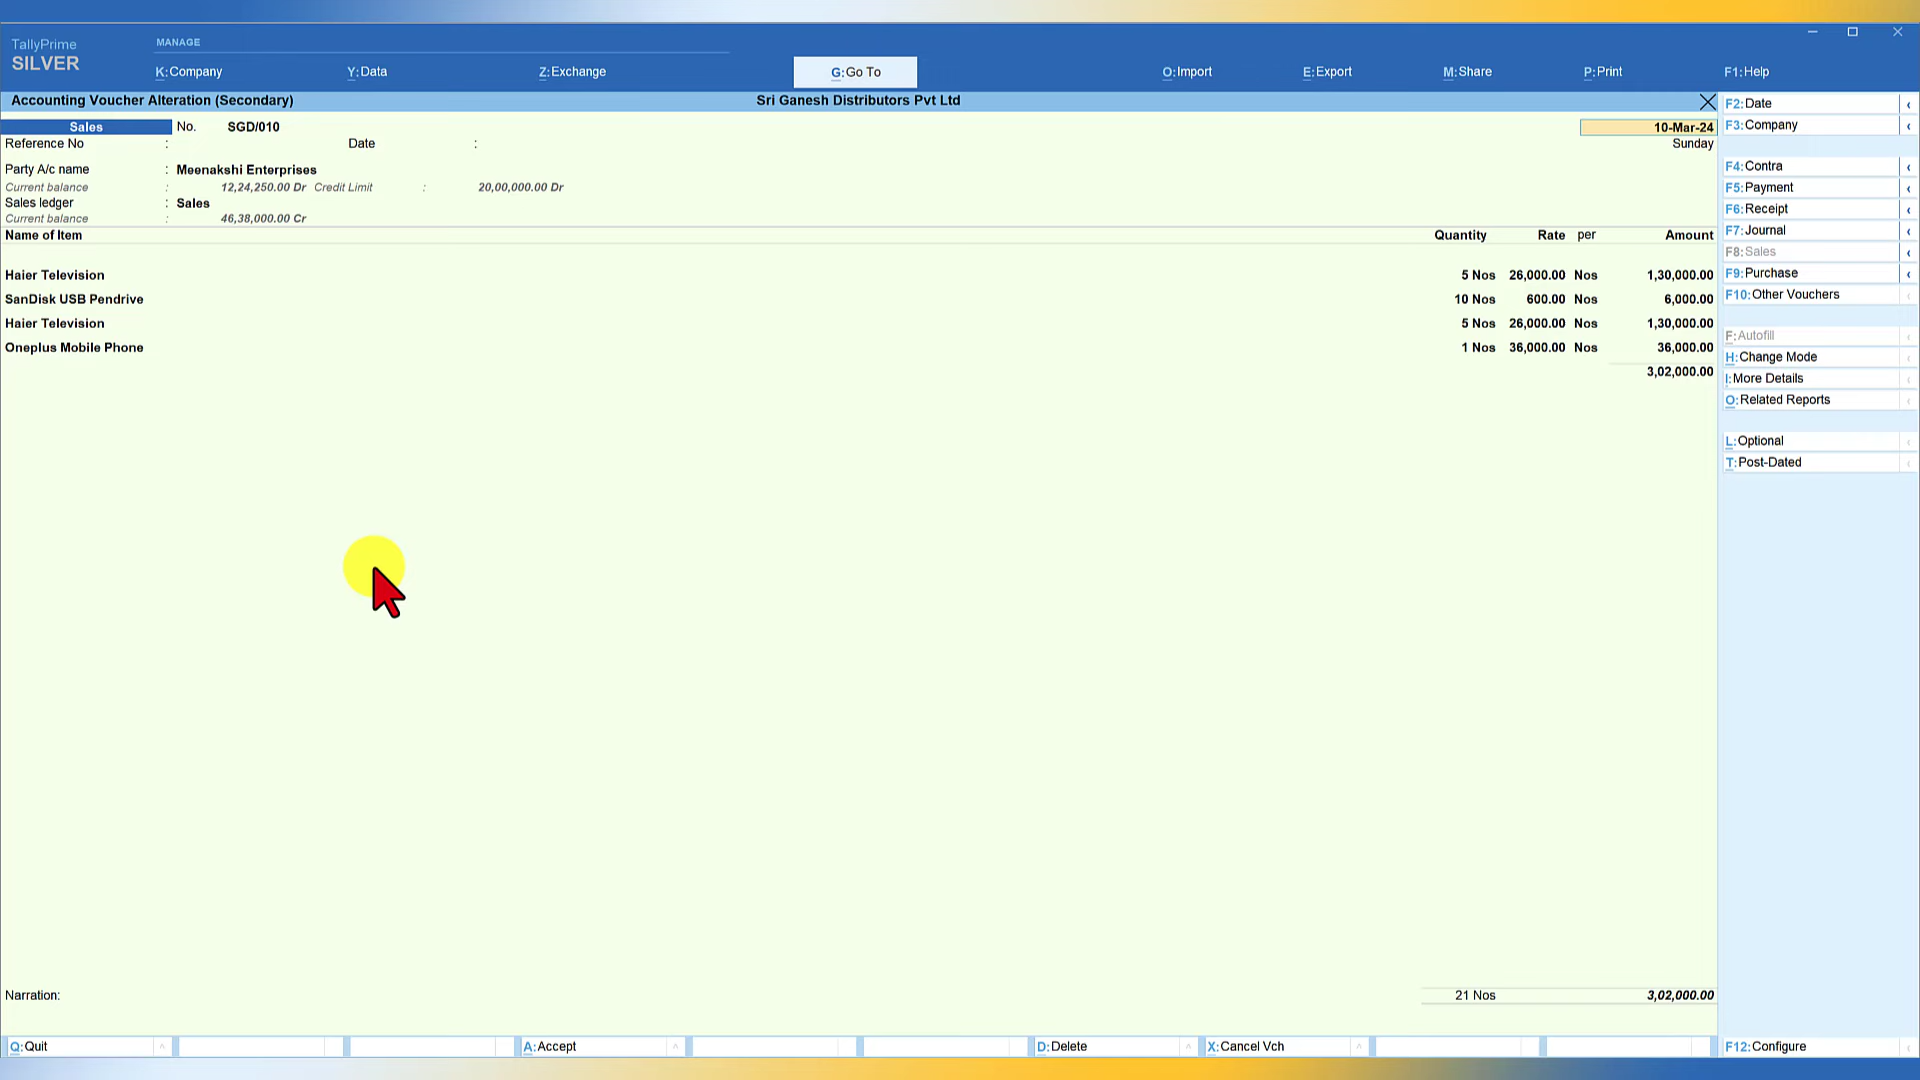 TallyPrime
SILVER
MANAGE
K:Company
Y:Data
Z:Exchange
G:Go To
O:Import
E:Export
M:Share
P:Print
F1:Help
Accounting Voucher Alteration (Secondary)
Sri Ganesh Distributors Pvt Ltd
Sales No. SGD/010
10-Mar-24
Reference No : Date :
Sunday
Party A/c name : Meenakshi Enterprises
Current balance : 12,24,250.00 Dr Credit Limit : 20,00,000.00 Dr
Sales ledger : Sales
Current balance : 46,38,000.00 Cr
Name of Item Quantity Rate per Amount
Haier Television 5 Nos 26,000.00 Nos 1,30,000.00
SanDisk USB Pendrive 10 Nos 600.00 Nos 6,000.00
Haier Television 5 Nos 26,000.00 Nos 1,30,000.00
Oneplus Mobile Phone 1 Nos 36,000.00 Nos 36,000.00
3,02,000.00
Narration: 21 Nos 3,02,000.00
Q:Quit
A:Accept
D:Delete
X:Cancel Vch
F2:Date
F3:Company
F4:Contra
F5:Payment
F6:Receipt
F7:Journal
F8:Sales
F9:Purchase
F10:Other Vouchers
F:Autofill
H:Change Mode
I:More Details
O:Related Reports
L:Optional
T:Post-Dated
F12:Configure